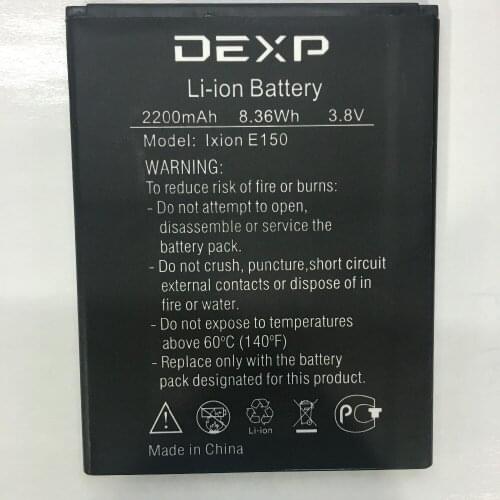 DEXP
Li-ion Battery
2200mAh 8.36Wh 3.8V
Model: Ixion E150
WARNING:
To reduce risk of fire or burns:
- Do not attempt to open,
disassemble or service the
battery pack.
- Do not crush, puncture,short circuit
external contacts or dispose of in
fire or water.
- Do not expose to temperatures
above 60°C (140°F)
- Replace only with the battery
pack designated for this product.
Li-ion
Made in China